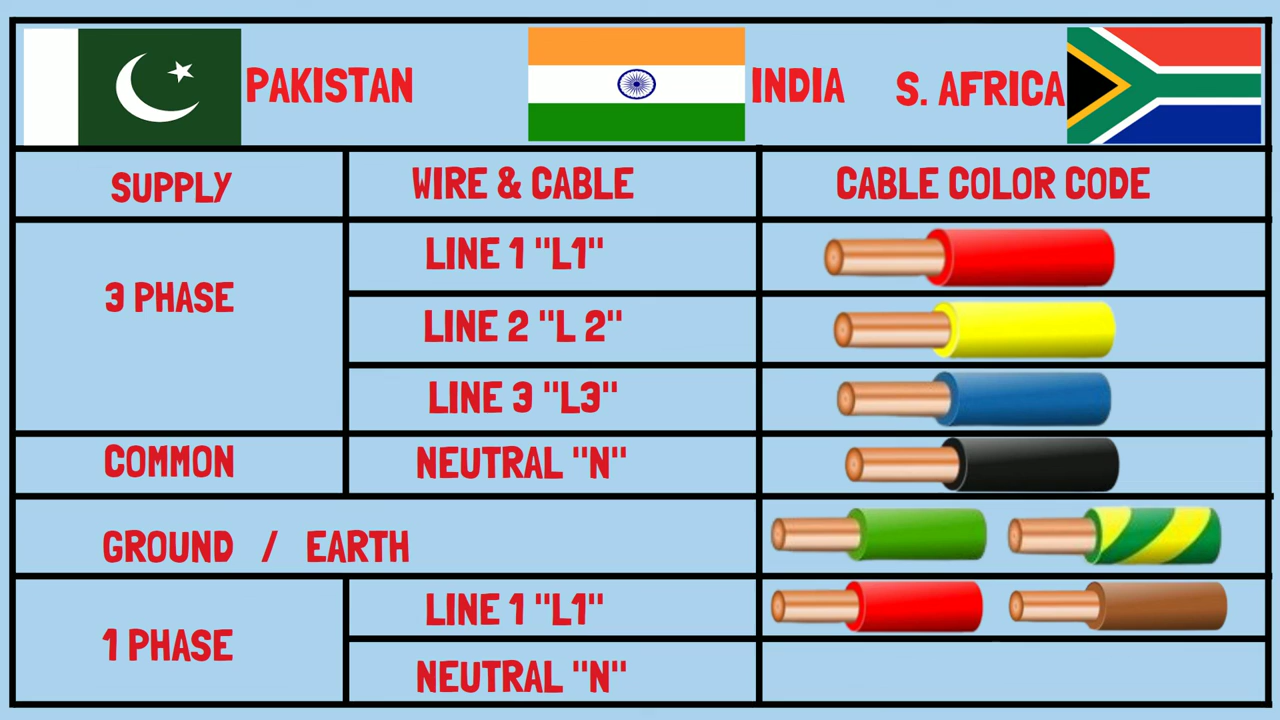 PAKISTAN INDIA S. AFRICA
SUPPLY WIRE & CABLE CABLE COLOR CODE
3 PHASE
LINE 1 "L1"
LINE 2 "L 2"
LINE 3 "L3"
COMMON NEUTRAL "N"
GROUND / EARTH
1 PHASE
LINE 1 "L1"
NEUTRAL "N"